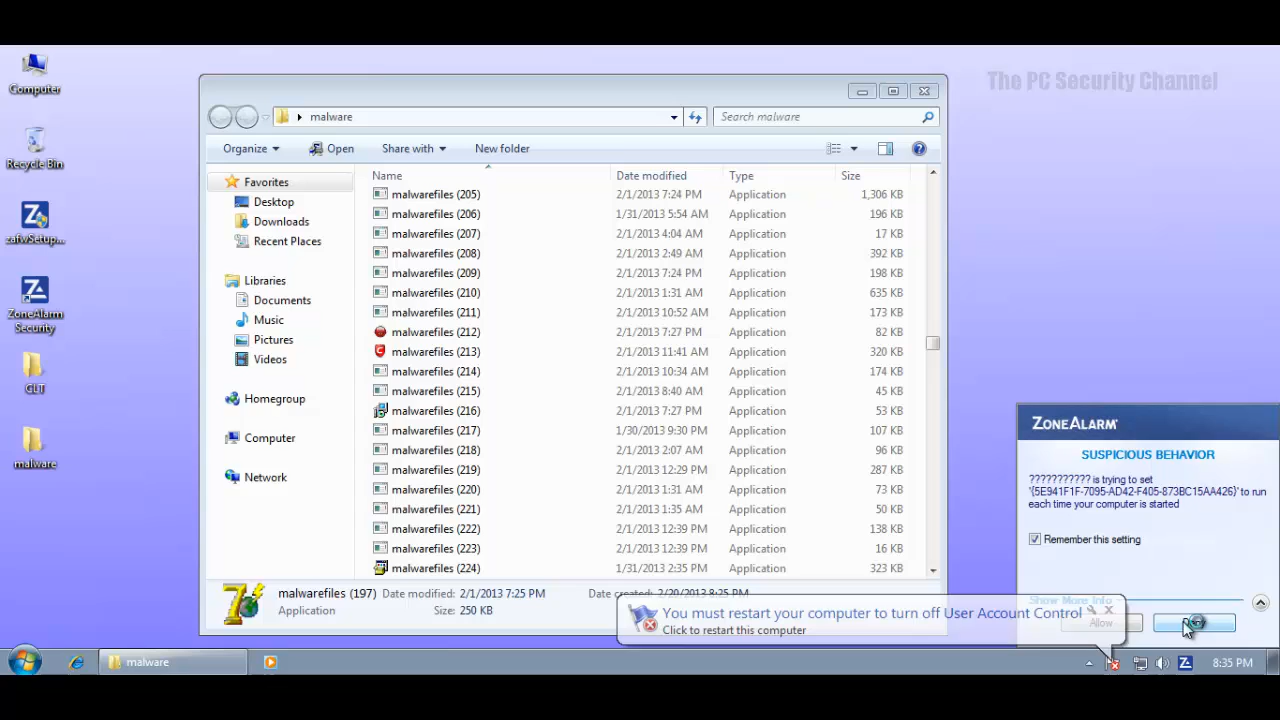 The PC Security Channel
Computer
Recycle Bin
zafwSetup...
ZoneAlarm
Security
CLT
malware
malware
Search malware
Organize
Open
Share with
New folder
Name Date modified Type Size
Favorites
Desktop
Downloads
Recent Places
Libraries
Documents
Music
Pictures
Videos
Homegroup
Computer
Network
malwarefiles (205) 2/1/2013 7:24 PM Application 1,306 KB
malwarefiles (206) 1/31/2013 5:54 AM Application 196 KB
malwarefiles (207) 2/1/2013 4:04 AM Application 17 KB
malwarefiles (208) 2/1/2013 2:49 AM Application 392 KB
malwarefiles (209) 2/1/2013 7:24 PM Application 198 KB
malwarefiles (210) 2/1/2013 1:31 AM Application 635 KB
malwarefiles (211) 2/1/2013 10:52 AM Application 173 KB
malwarefiles (212) 2/1/2013 7:27 PM Application 82 KB
malwarefiles (213) 2/1/2013 11:41 AM Application 320 KB
malwarefiles (214) 2/1/2013 10:34 AM Application 174 KB
malwarefiles (215) 2/1/2013 8:40 AM Application 45 KB
malwarefiles (216) 2/1/2013 7:27 PM Application 53 KB
malwarefiles (217) 1/30/2013 9:30 PM Application 107 KB
malwarefiles (218) 2/1/2013 2:07 AM Application 96 KB
malwarefiles (219) 2/1/2013 12:29 PM Application 287 KB
malwarefiles (220) 2/1/2013 1:31 AM Application 73 KB
malwarefiles (221) 2/1/2013 11:35 AM Application 50 KB
malwarefiles (222) 2/1/2013 12:39 PM Application 138 KB
malwarefiles (223) 2/1/2013 12:39 PM Application 16 KB
malwarefiles (224) 1/31/2013 2:35 PM Application 323 KB
malwarefiles (197) Date modified: 2/1/2013 7:25 PM Date created: 2/20/2013 8:25 PM
Application Size: 250 KB
ZONEALARM
SUSPICIOUS BEHAVIOR
??????????? is trying to set
'{5E941F1F-7095-AD42-F405-873BC15AA426}' to run
each time your computer is started
Remember this setting
Show More Info
Allow
You must restart your computer to turn off User Account Control
Click to restart this computer
malware
8:35 PM